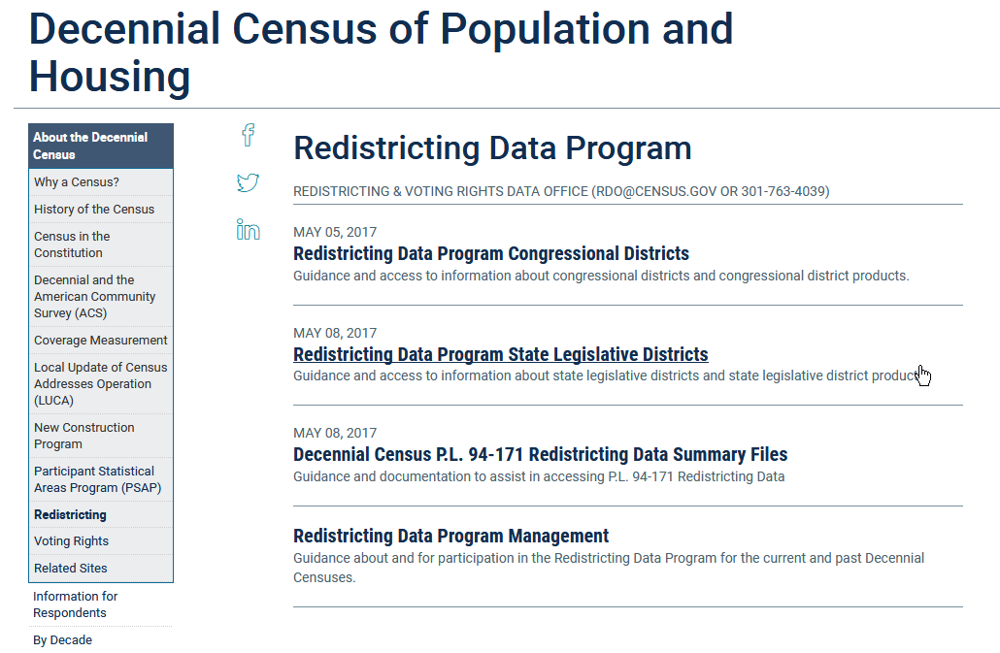 Decennial Census of Population and
Housing
About the Decennial
Census
Why a Census?
History of the Census
Census in the
Constitution
Decennial and the
American Community
Survey (ACS)
Coverage Measurement
Local Update of Census
Addresses Operation
(LUCA)
New Construction
Program
Participant Statistical
Areas Program (PSAP)
Redistricting
Voting Rights
Related Sites
Information for
Respondents
By Decade
Redistricting Data Program
REDISTRICTING & VOTING RIGHTS DATA OFFICE (RDO@CENSUS.GOV OR 301-763-4039)
MAY 05, 2017
Redistricting Data Program Congressional Districts
Guidance and access to information about congressional districts and congressional district products.
MAY 08, 2017
Redistricting Data Program State Legislative Districts
Guidance and access to information about state legislative districts and state legislative district product
MAY 08, 2017
Decennial Census P.L. 94-171 Redistricting Data Summary Files
Guidance and documentation to assist in accessing P.L. 94-171 Redistricting Data
Redistricting Data Program Management
Guidance about and for participation in the Redistricting Data Program for the current and past Decennial
Censuses.